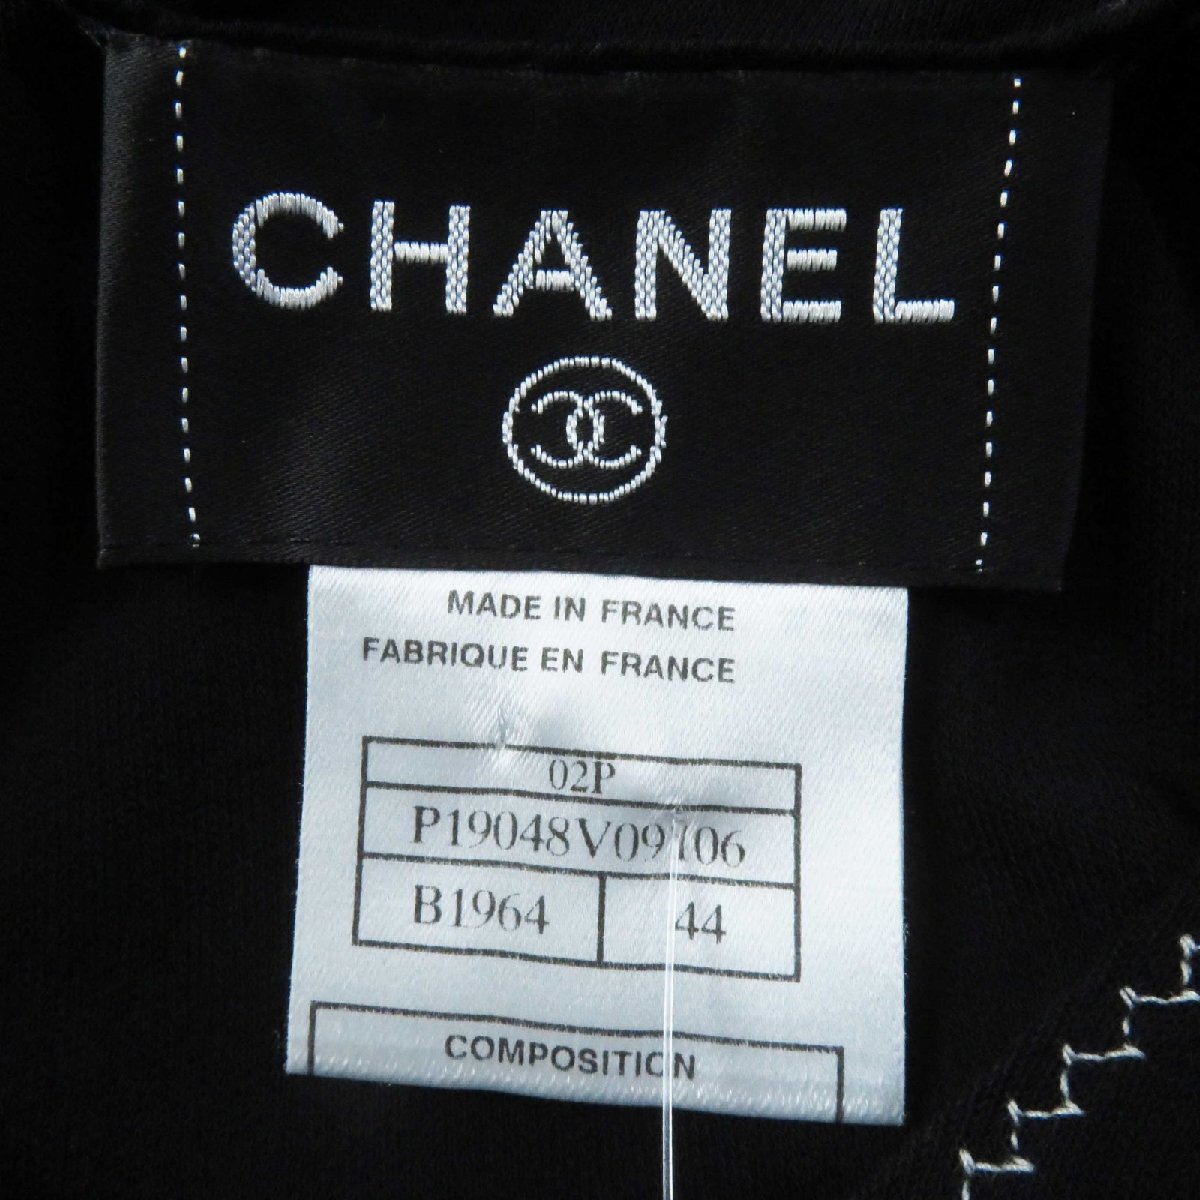 CHANEL
MADE IN FRANCE
FABRIQUE EN FRANCE
02P
P19048V09106
B1964 44
COMPOSITION